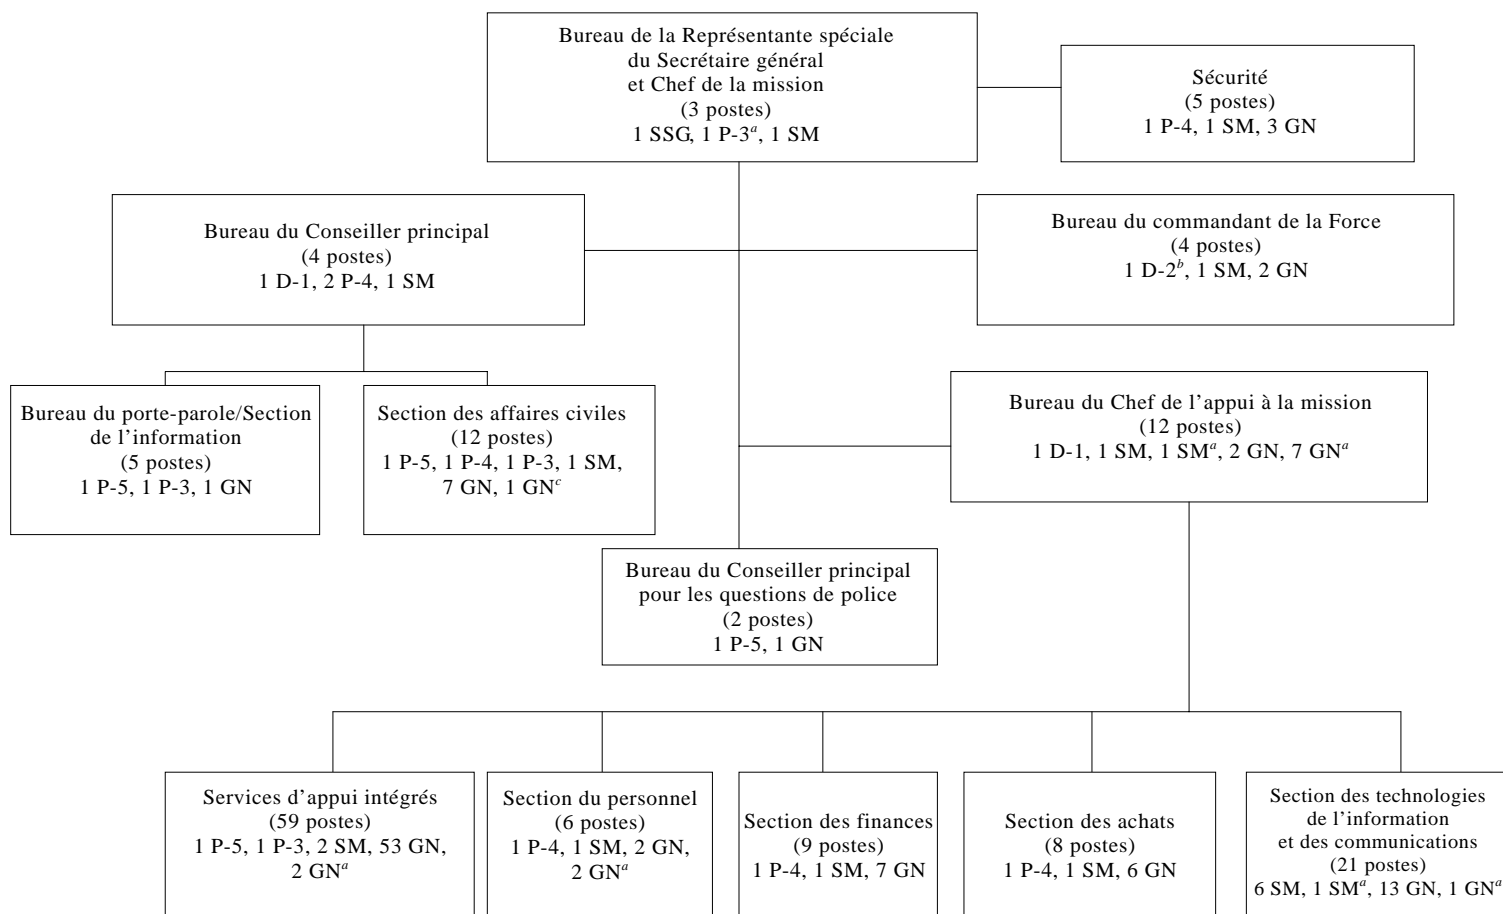 Bureau de la Représentante spéciale
du Secrétaire général
et Chef de la mission
(3 postes)
1 SSG, 1 P-3ᵃ, 1 SM
Sécurité
(5 postes)
1 P-4, 1 SM, 3 GN
Bureau du Conseiller principal
(4 postes)
1 D-1, 2 P-4, 1 SM
Bureau du commandant de la Force
(4 postes)
1 D-2ᵇ, 1 SM, 2 GN
Bureau du porte-parole/Section
de l’information
(5 postes)
1 P-5, 1 P-3, 1 GN
Section des affaires civiles
(12 postes)
1 P-5, 1 P-4, 1 P-3, 1 SM,
7 GN, 1 GNᶜ
Bureau du Chef de l’appui à la mission
(12 postes)
1 D-1, 1 SM, 1 SMᵃ, 2 GN, 7 GNᵃ
Bureau du Conseiller principal
pour les questions de police
(2 postes)
1 P-5, 1 GN
Services d’appui intégrés
(59 postes)
1 P-5, 1 P-3, 2 SM, 53 GN,
2 GNᵃ
Section du personnel
(6 postes)
1 P-4, 1 SM, 2 GN,
2 GNᵃ
Section des finances
(9 postes)
1 P-4, 1 SM, 7 GN
Section des achats
(8 postes)
1 P-4, 1 SM, 6 GN
Section des technologies
de l’information
et des communications
(21 postes)
6 SM, 1 SMᵃ, 13 GN, 1 GNᵃ